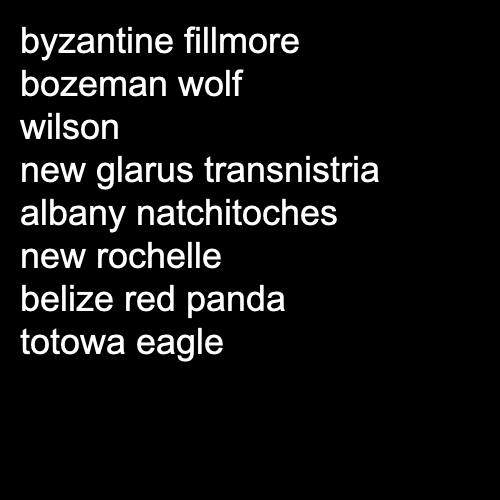 byzantine fillmore
bozeman wolf
wilson
new glarus transnistria
albany natchitoches
new rochelle
belize red panda
totowa eagle